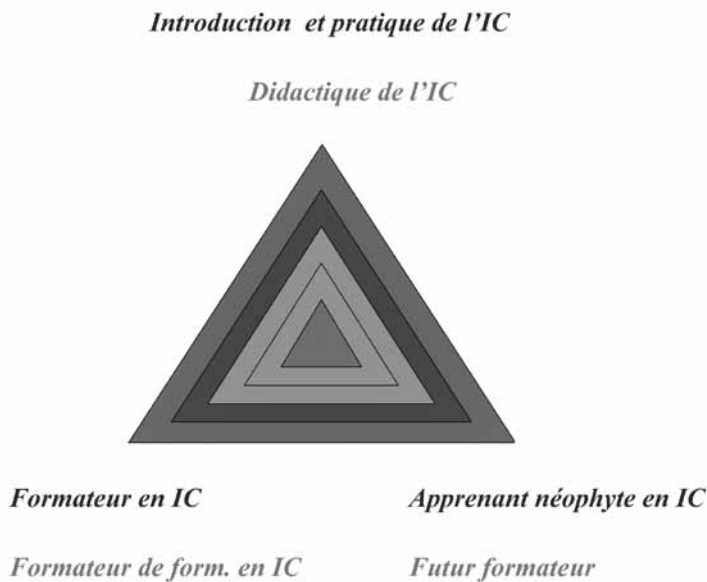 Introduction et pratique de l'IC
Didactique de l'IC
Formateur en IC
Apprenant néophyte en IC
Formateur de form. en IC
Futur formateur